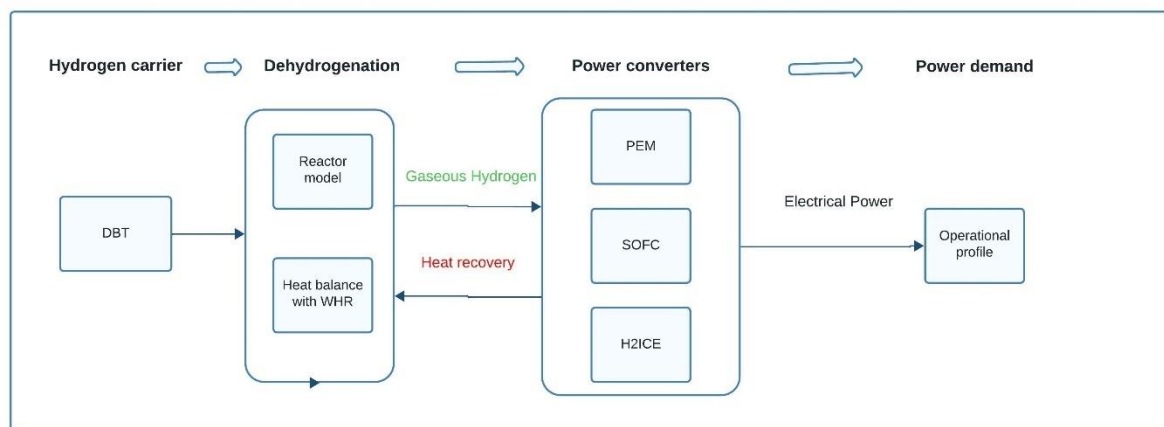 Hydrogen carrier
Dehydrogenation
Power converters
Power demand
DBT
Reactor
model
Heat balance
with WHR
Gaseous Hydrogen
Heat recovery
PEM
SOFC
H2ICE
Electrical Power
Operational
profile